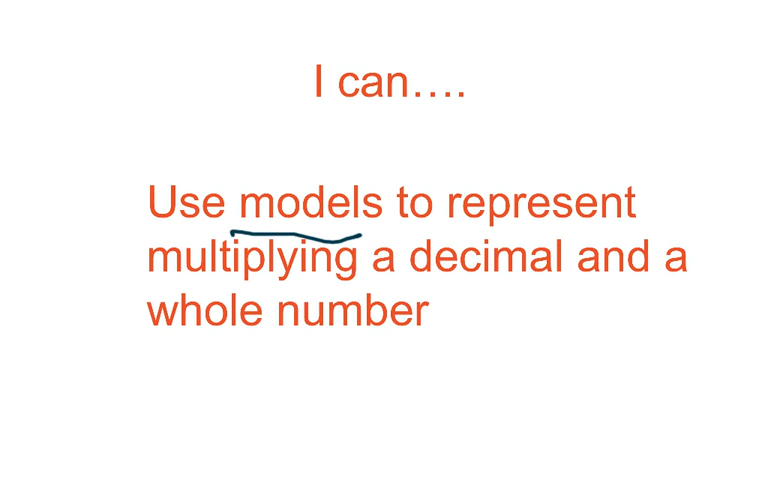 I can….
Use models to represent
multiplying a decimal and a
whole number